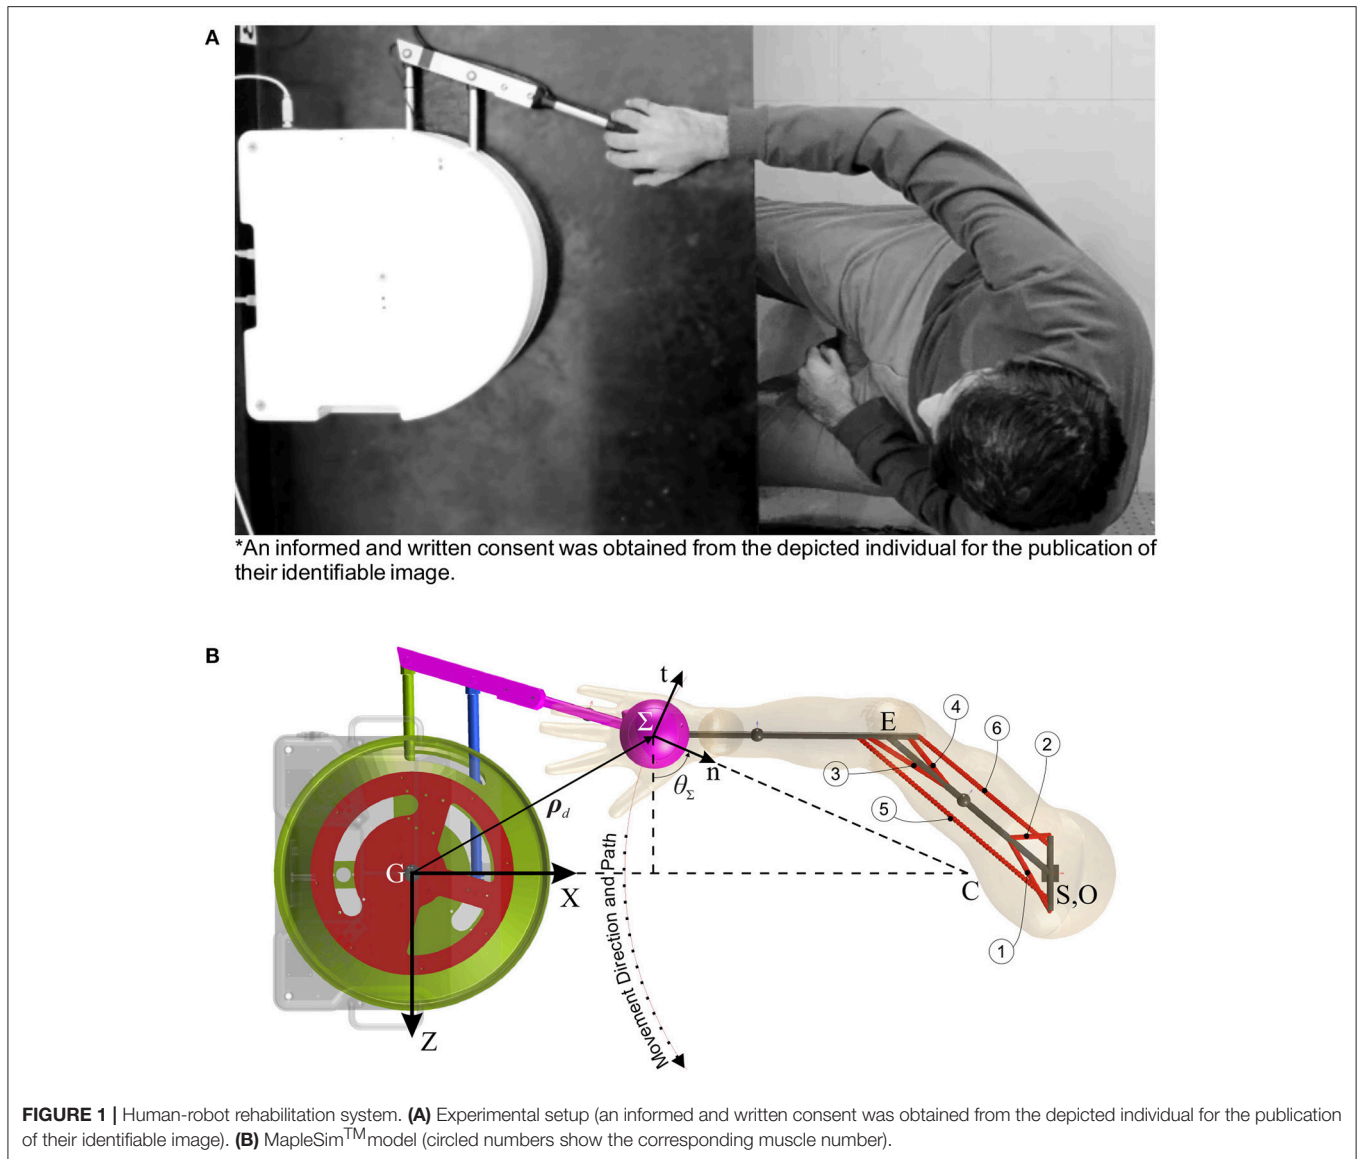 A
*An informed and written consent was obtained from the depicted individual for the publication of
their identifiable image.
B
t
Σ
E
4
6
2
n
3
θΣ
5
ρd
G
X
C
S,O
1
Movement Direction and Path
Z
FIGURE 1 | Human-robot rehabilitation system. (A) Experimental setup (an informed and written consent was obtained from the depicted individual for the publication
of their identifiable image). (B) MapleSim™model (circled numbers show the corresponding muscle number).